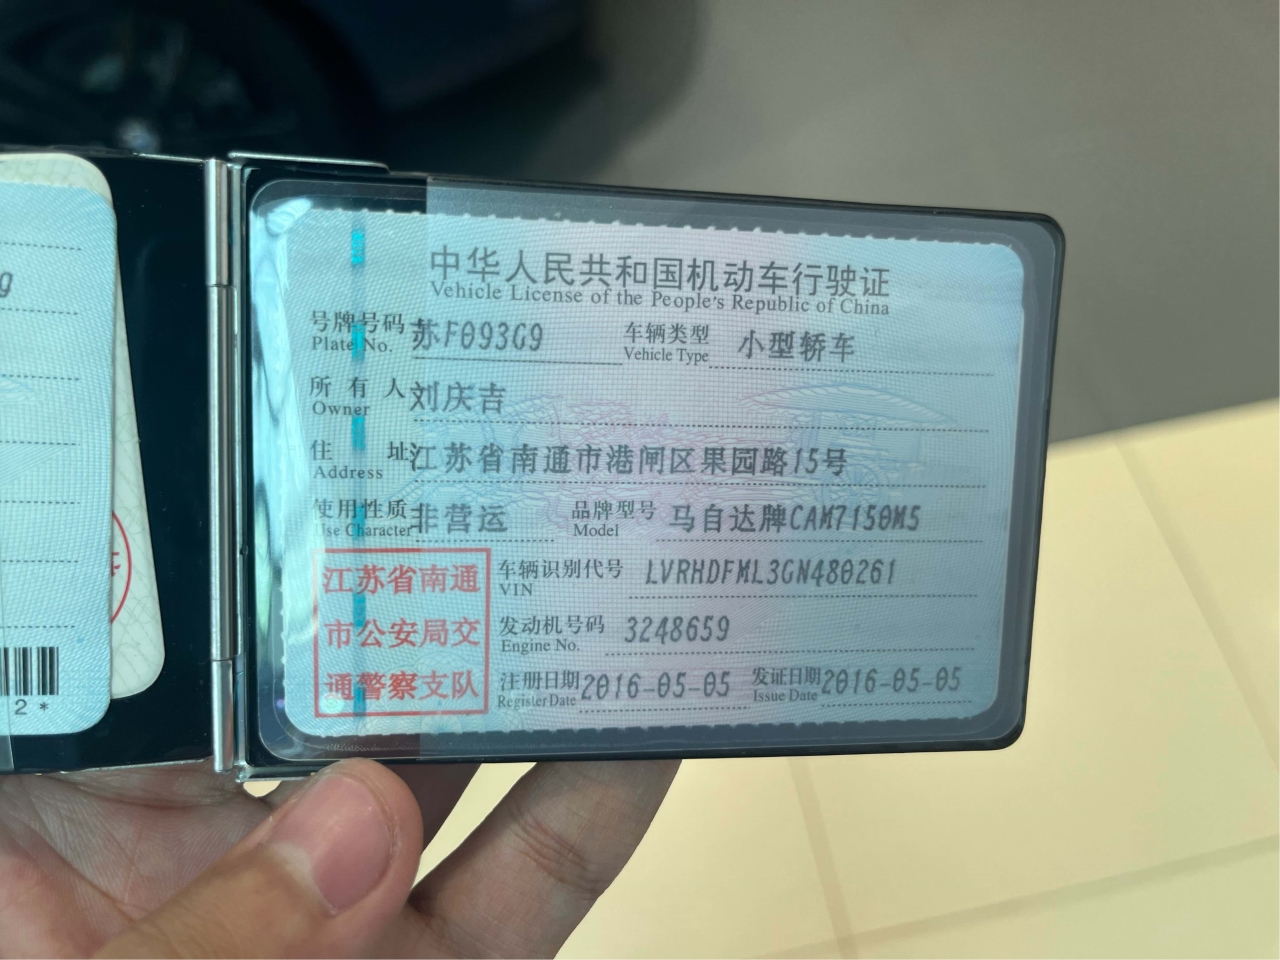 g
2*
中华人民共和国机动车行驶证
Vehicle License of the People's Republic of China
号牌号码 苏F093G9 车辆类型 小型轿车
Plate No. Vehicle Type
所有人 刘庆吉
Owner
住址 江苏省南通市港闸区果园路15号
Address
使用性质 非营运 品牌型号 马自达牌CAM7150M5
Use Character Model
江苏省南通
市公安局交
通警察支队
车辆识别代号 LVRHDFML3GN480261
VIN
发动机号码 3248659
Engine No.
注册日期 2016-05-05 发证日期 2016-05-05
Register Date Issue Date